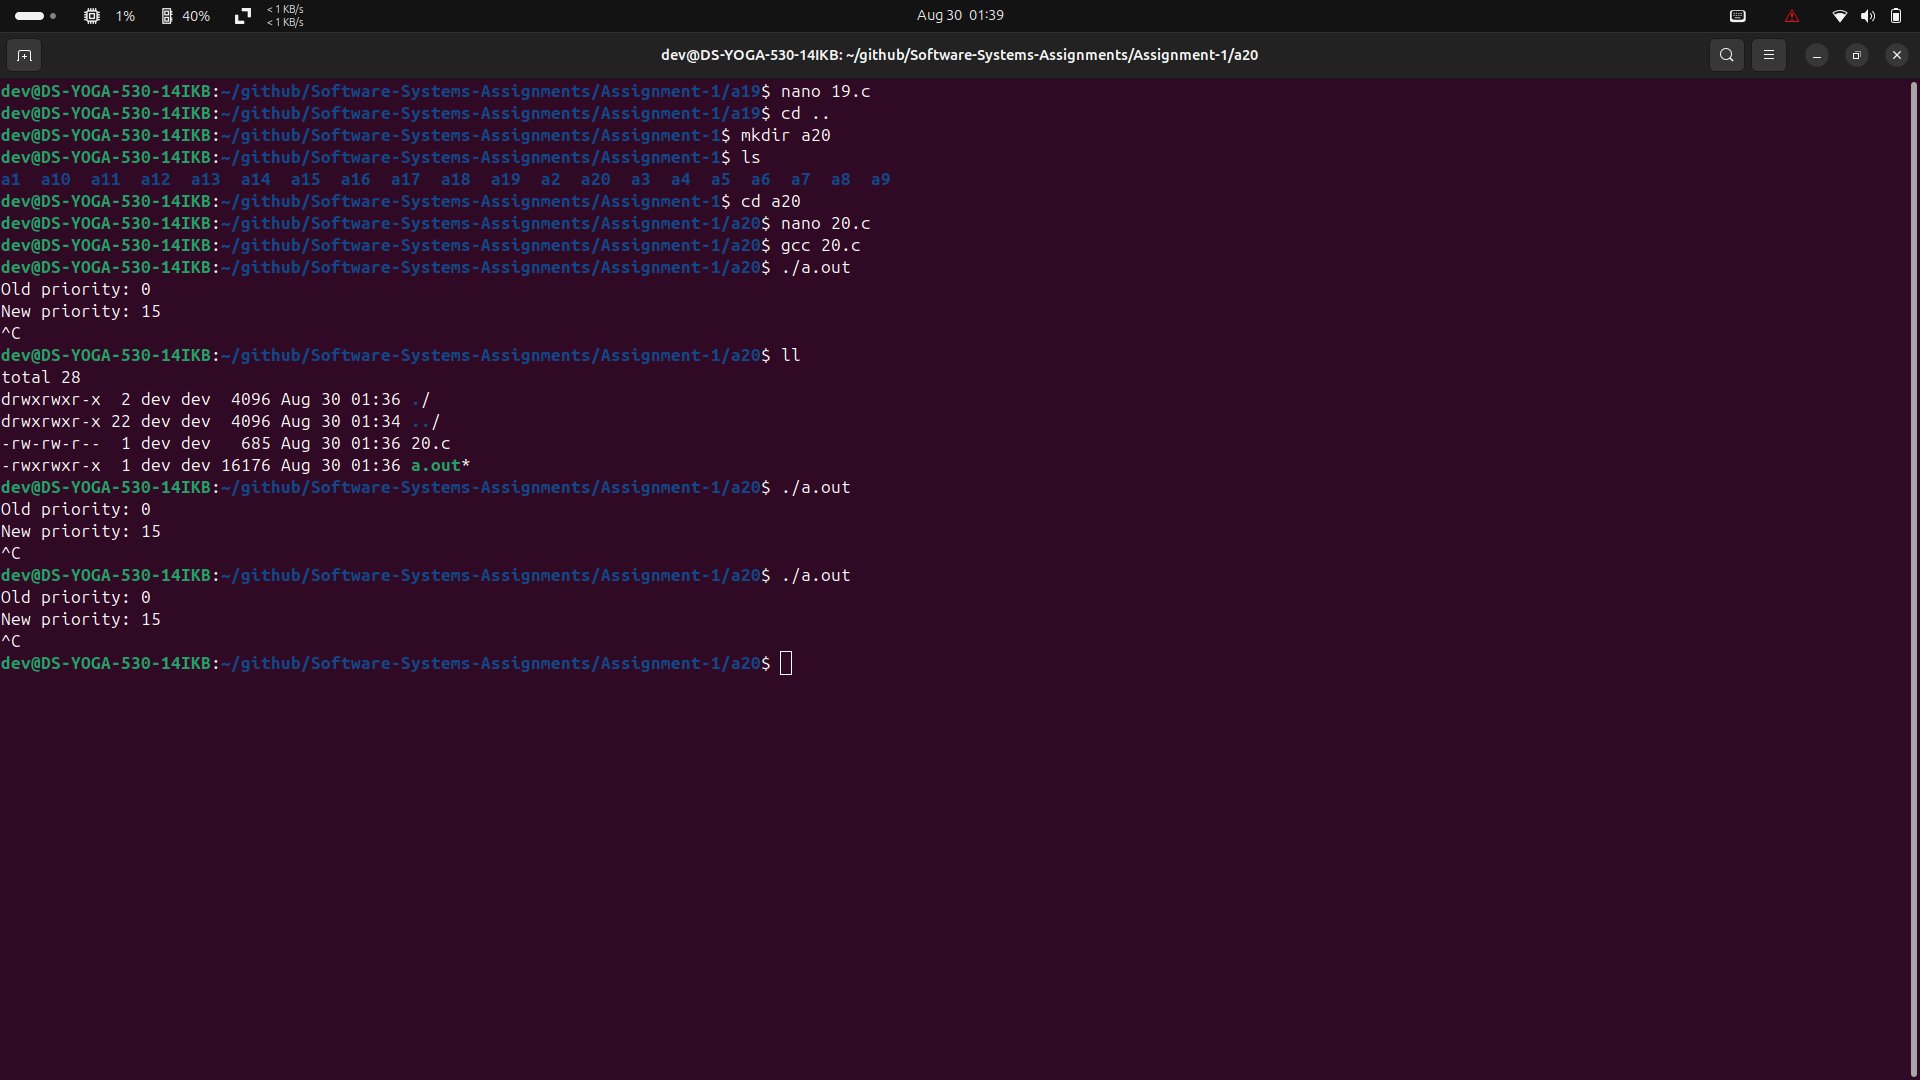 1% 40% < 1 KB/s
< 1 KB/s
Aug 30 01:39
dev@DS-YOGA-530-14IKB: ~/github/Software-Systems-Assignments/Assignment-1/a20
dev@DS-YOGA-530-14IKB:~/github/Software-Systems-Assignments/Assignment-1/a19$ nano 19.c
dev@DS-YOGA-530-14IKB:~/github/Software-Systems-Assignments/Assignment-1/a19$ cd ..
dev@DS-YOGA-530-14IKB:~/github/Software-Systems-Assignments/Assignment-1$ mkdir a20
dev@DS-YOGA-530-14IKB:~/github/Software-Systems-Assignments/Assignment-1$ ls
a1  a10  a11  a12  a13  a14  a15  a16  a17  a18  a19  a2  a20  a3  a4  a5  a6  a7  a8  a9
dev@DS-YOGA-530-14IKB:~/github/Software-Systems-Assignments/Assignment-1$ cd a20
dev@DS-YOGA-530-14IKB:~/github/Software-Systems-Assignments/Assignment-1/a20$ nano 20.c
dev@DS-YOGA-530-14IKB:~/github/Software-Systems-Assignments/Assignment-1/a20$ gcc 20.c
dev@DS-YOGA-530-14IKB:~/github/Software-Systems-Assignments/Assignment-1/a20$ ./a.out
Old priority: 0
New priority: 15
^C
dev@DS-YOGA-530-14IKB:~/github/Software-Systems-Assignments/Assignment-1/a20$ ll
total 28
drwxrwxr-x  2 dev dev  4096 Aug 30 01:36 ./
drwxrwxr-x 22 dev dev  4096 Aug 30 01:34 ../
-rw-rw-r--  1 dev dev   685 Aug 30 01:36 20.c
-rwxrwxr-x  1 dev dev 16176 Aug 30 01:36 a.out*
dev@DS-YOGA-530-14IKB:~/github/Software-Systems-Assignments/Assignment-1/a20$ ./a.out
Old priority: 0
New priority: 15
^C
dev@DS-YOGA-530-14IKB:~/github/Software-Systems-Assignments/Assignment-1/a20$ ./a.out
Old priority: 0
New priority: 15
^C
dev@DS-YOGA-530-14IKB:~/github/Software-Systems-Assignments/Assignment-1/a20$